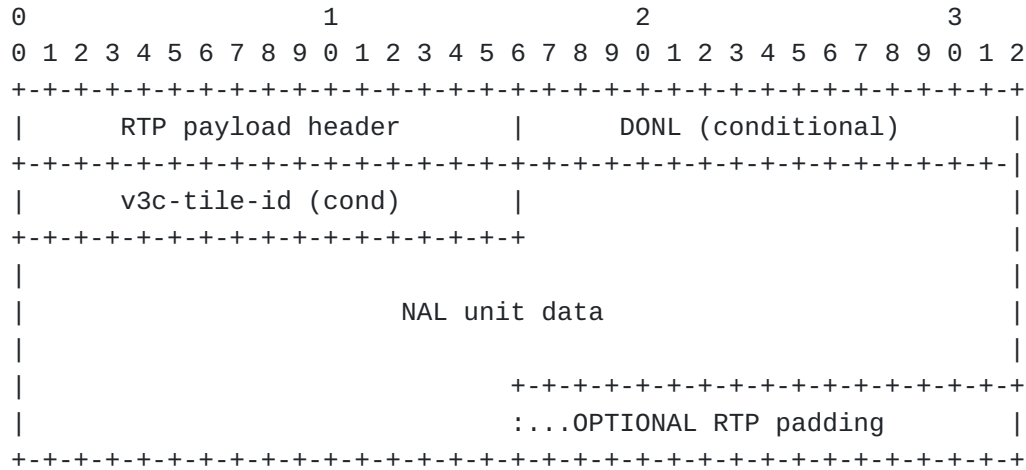 0                   1                   2                   3
0 1 2 3 4 5 6 7 8 9 0 1 2 3 4 5 6 7 8 9 0 1 2 3 4 5 6 7 8 9 0 1 2
+-+-+-+-+-+-+-+-+-+-+-+-+-+-+-+-+-+-+-+-+-+-+-+-+-+-+-+-+-+-+-+-+
|      RTP payload header       |        DONL (conditional)     |
+-+-+-+-+-+-+-+-+-+-+-+-+-+-+-+-+-+-+-+-+-+-+-+-+-+-+-+-+-+-+-+-|
|      v3c-tile-id (cond)       |                               |
+-+-+-+-+-+-+-+-+-+-+-+-+-+-+-+-+                               |
|                                                               |
|                        NAL unit data                          |
|                                                               |
|                               +-+-+-+-+-+-+-+-+-+-+-+-+-+-+-+-+
|                               :...OPTIONAL RTP padding        |
+-+-+-+-+-+-+-+-+-+-+-+-+-+-+-+-+-+-+-+-+-+-+-+-+-+-+-+-+-+-+-+-+